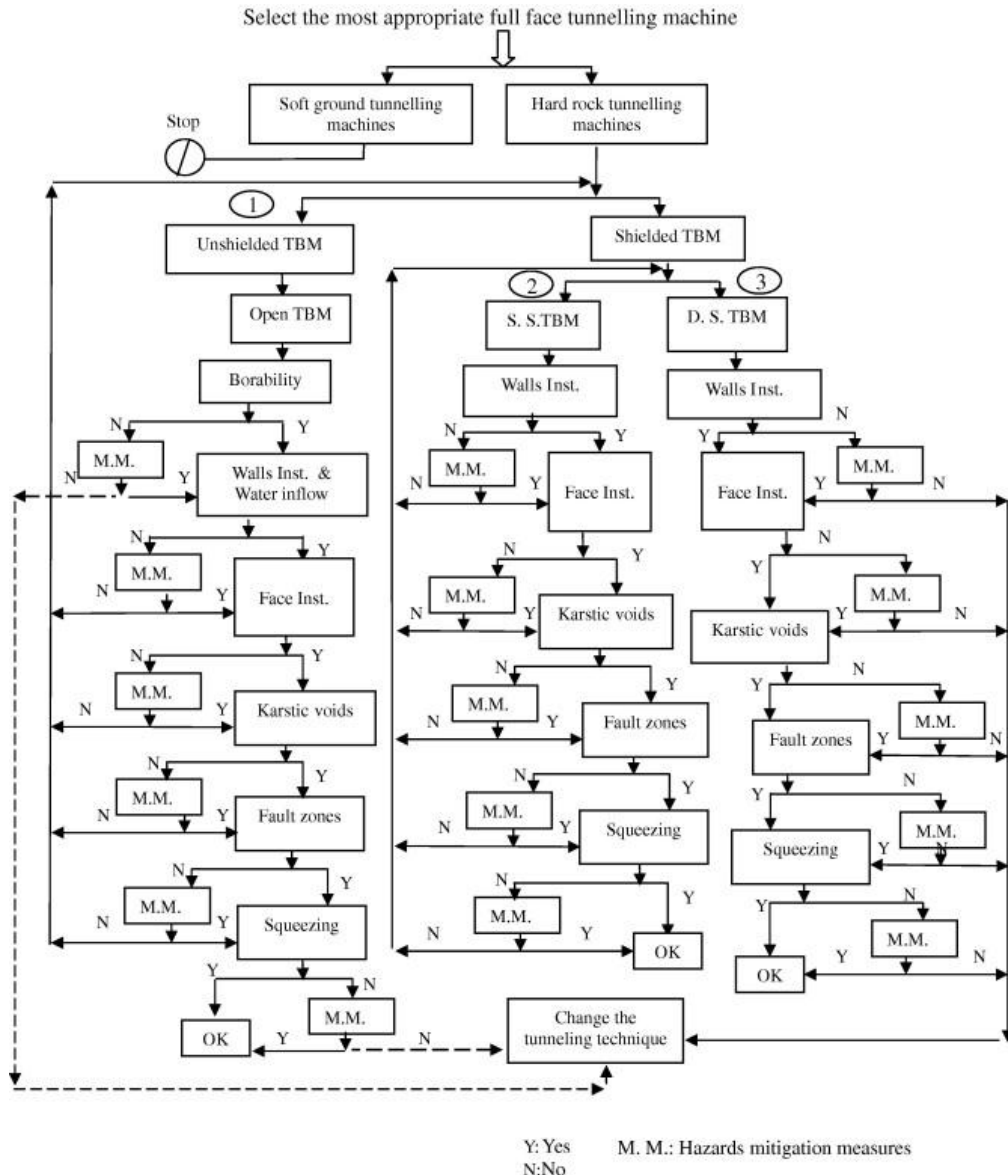 Select the most appropriate full face tunnelling machine
Soft ground tunnelling
machines
Hard rock tunnelling
machines
Stop
1
Unshielded TBM
Shielded TBM
2
3
Open TBM
S. S.TBM
D. S. TBM
Borability
Walls Inst.
Walls Inst.
N
Y
N
Y
Y
N
M.M.
M.M.
M.M.
N
Y
N
Y
Y
N
Walls Inst. &
Water inflow
Face Inst.
Face Inst.
N
Y
N
Y
Y
N
M.M.
M.M.
M.M.
N
Y
N
Y
Y
N
Face Inst.
Karstic voids
Karstic voids
N
Y
N
Y
Y
N
M.M.
M.M.
M.M.
N
Y
N
Y
Y
N
Karstic voids
Fault zones
Fault zones
N
Y
N
Y
Y
N
M.M.
M.M.
M.M.
N
Y
N
Y
Y
N
Fault zones
Squeezing
Squeezing
N
Y
N
Y
Y
N
M.M.
M.M.
M.M.
N
Y
N
Y
Y
N
Squeezing
OK
OK
Y
N
M.M.
Y
N
OK
Change the
tunneling technique
Y: Yes
N:No
M. M.: Hazards mitigation measures